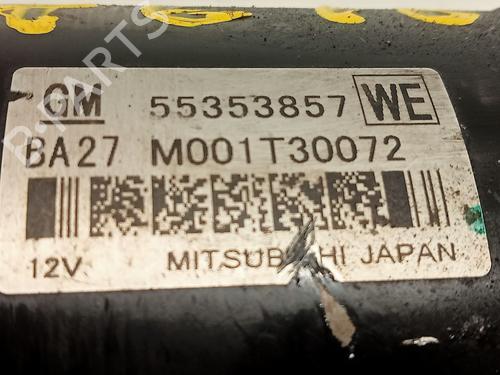 GM 55353857 WE
BA27 M001T30072
12V MITSUBISHI JAPAN
B-PARTS